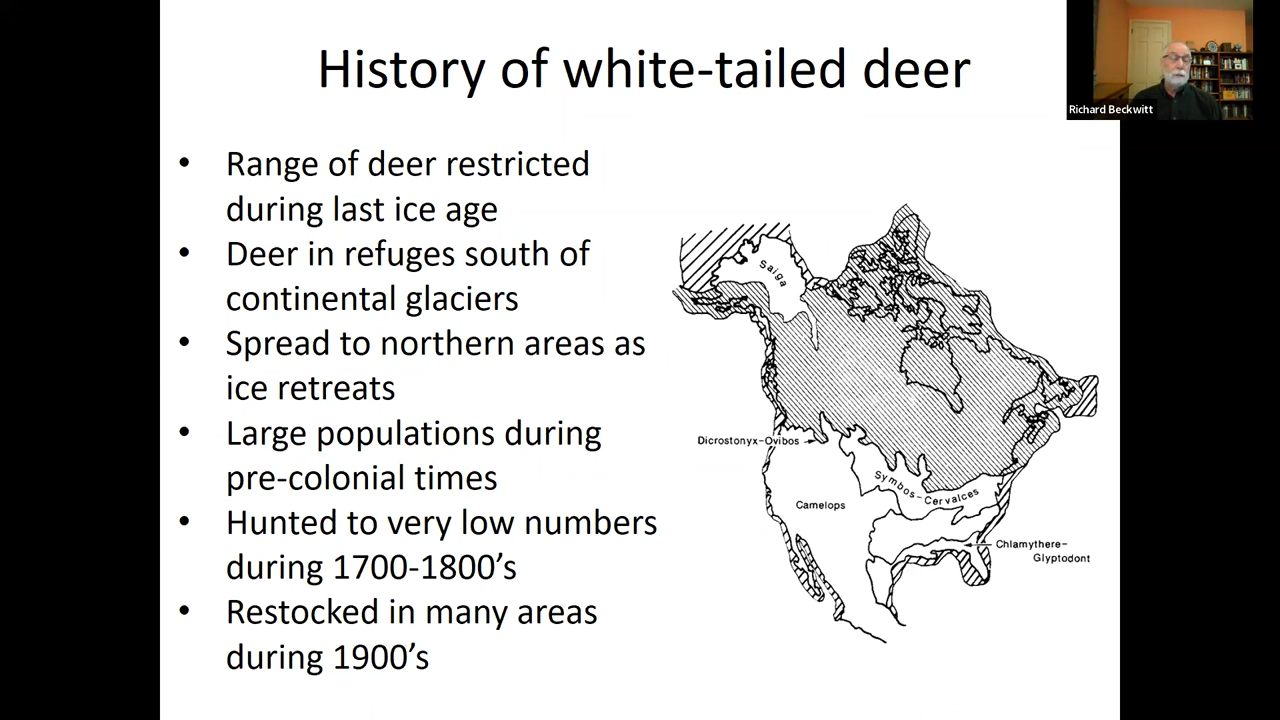 History of white-tailed deer
Richard Beckwitt
• Range of deer restricted
during last ice age
• Deer in refuges south of
continental glaciers
• Spread to northern areas as
ice retreats
• Large populations during
pre-colonial times
• Hunted to very low numbers
during 1700-1800’s
• Restocked in many areas
during 1900’s
Saiga
Dicrostonyx-Ovibos
Symbos-Cervalces
Camelops
Chlamythere-
Glyptodont